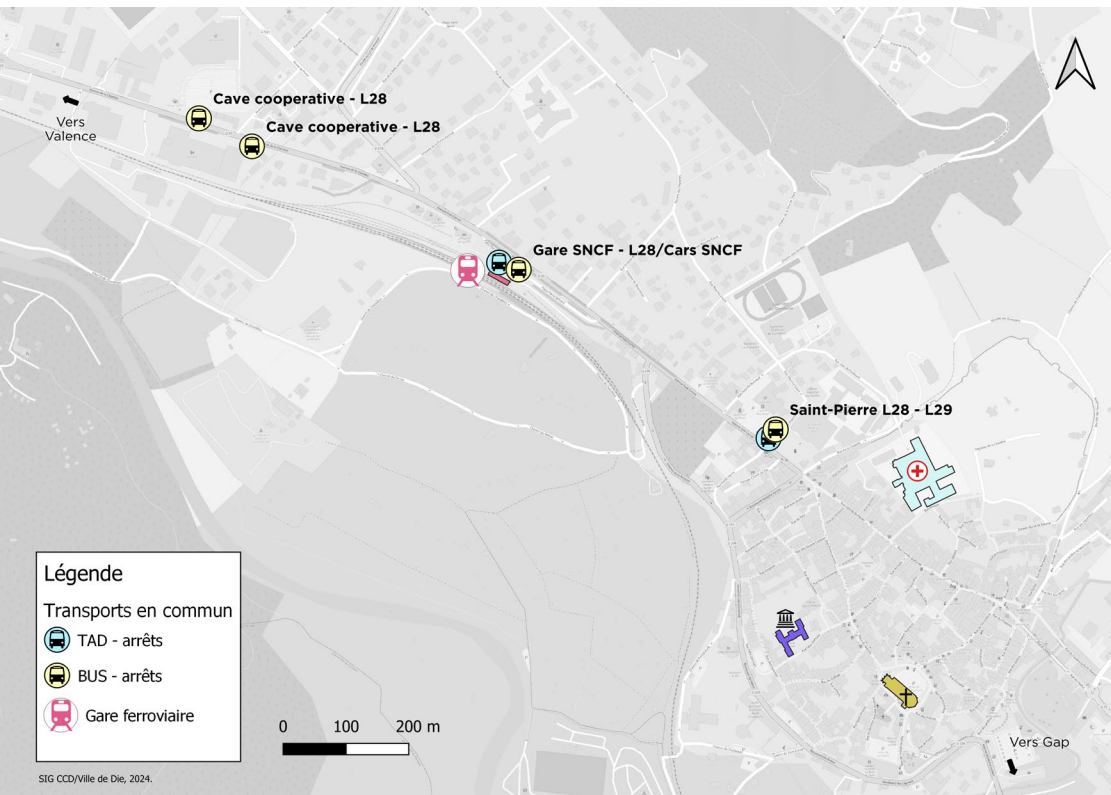 Cave cooperative - L28
Cave cooperative - L28
Vers
Valence
Gare SNCF - L28/Cars SNCF
Saint-Pierre L28 - L29
Légende
Transports en commun
TAD - arrêts
BUS - arrêts
Gare ferroviaire
0 100 200 m
Vers Gap
SIG CCD/Ville de Die, 2024.